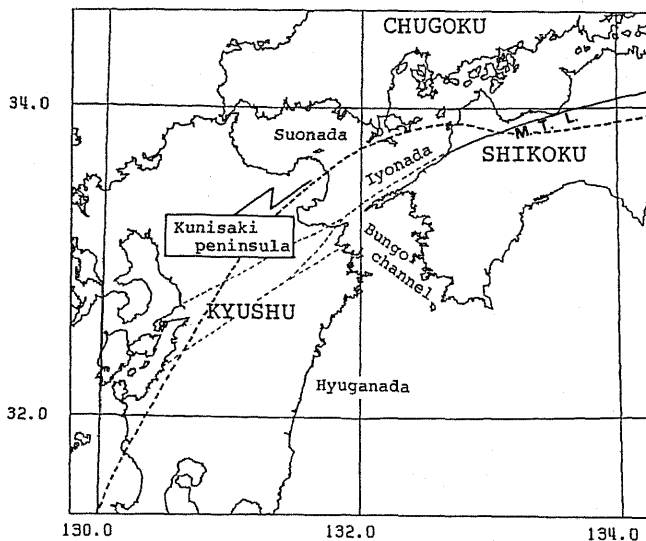 CHUGOKU
34.0
Suonada
M. T. L.
Iyonada
SHIKOKU
Kunisaki
peninsula
Bungo
channel
KYUSHU
Hyuganada
32.0
130.0
132.0
134.0